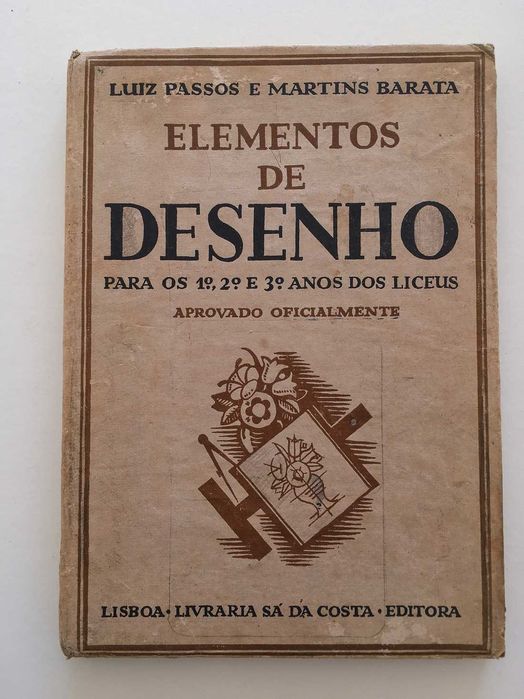 LUIZ PASSOS E MARTINS BARATA
ELEMENTOS
DE
DESENHO
PARA OS 1º, 2º E 3º ANOS DOS LICEUS
APROVADO OFICIALMENTE
LISBOA · LIVRARIA SÁ DA COSTA · EDITORA